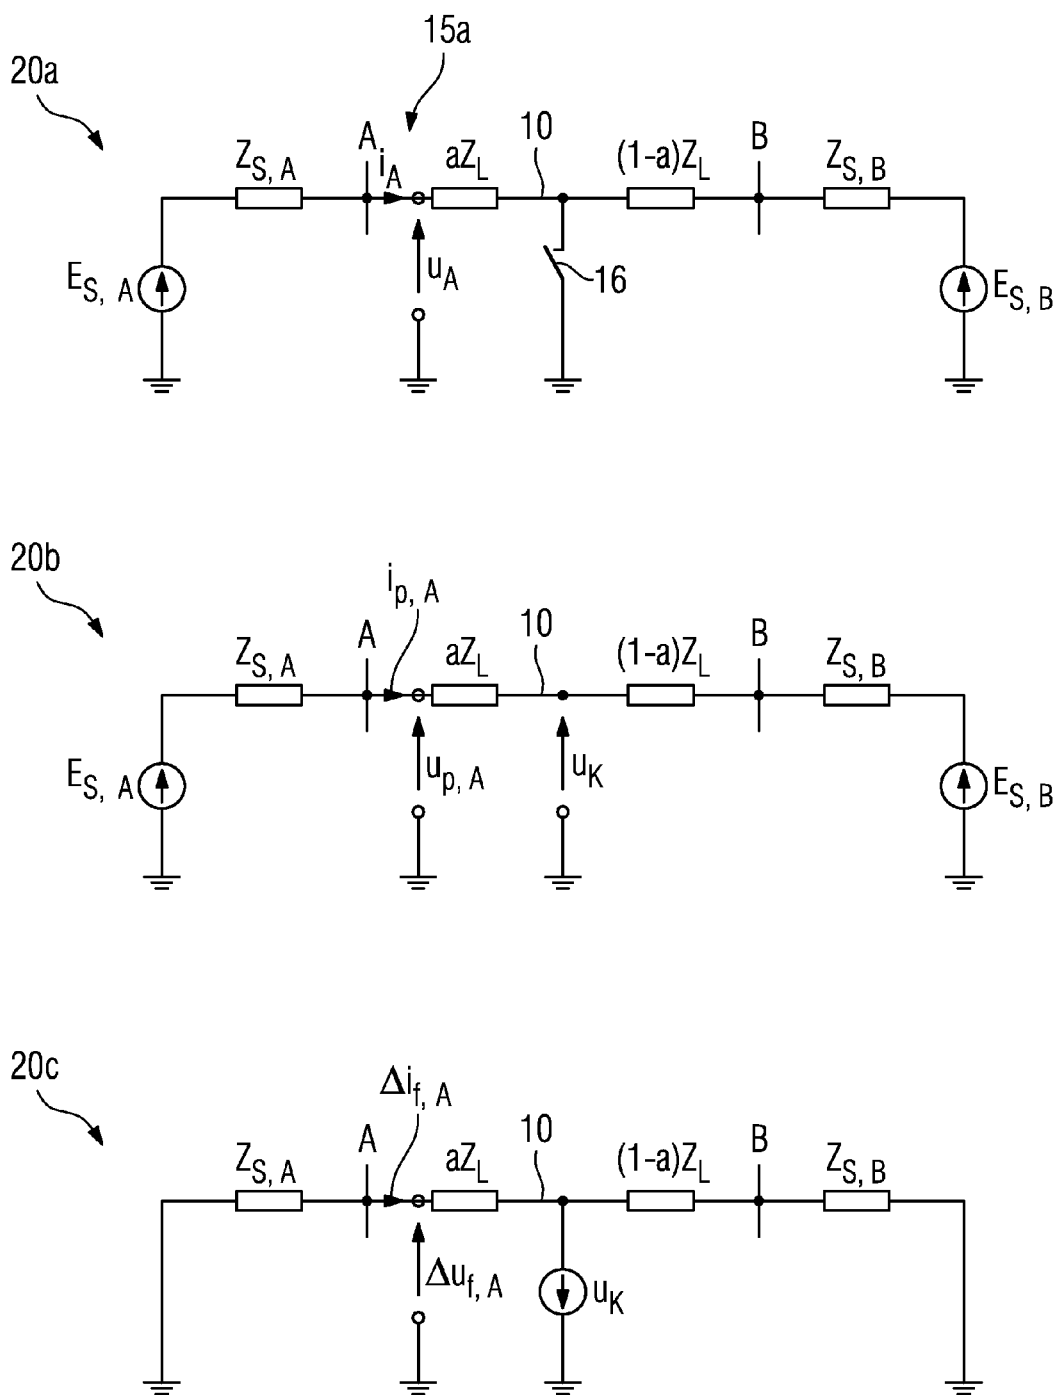 15a
20a
A
10
B
Z_S, A
i_A
aZ_L
(1-a)Z_L
Z_S, B
E_S, A
u_A
16
E_S, B
20b
i_p, A
A
10
B
Z_S, A
aZ_L
(1-a)Z_L
Z_S, B
E_S, A
u_p, A
u_K
E_S, B
20c
Δi_f, A
A
10
B
Z_S, A
aZ_L
(1-a)Z_L
Z_S, B
Δu_f, A
u_K